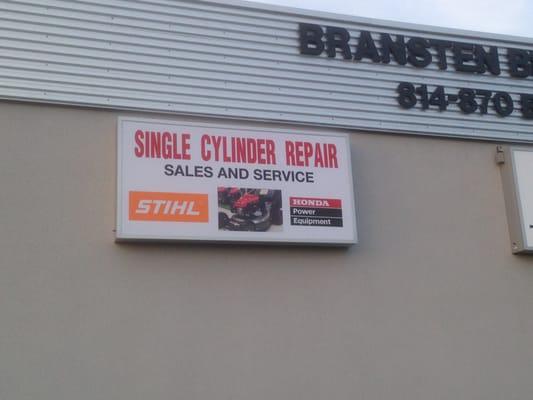 BRANSTEN
814-870
SINGLE CYLINDER REPAIR
SALES AND SERVICE
STIHL
HONDA
Power
Equipment